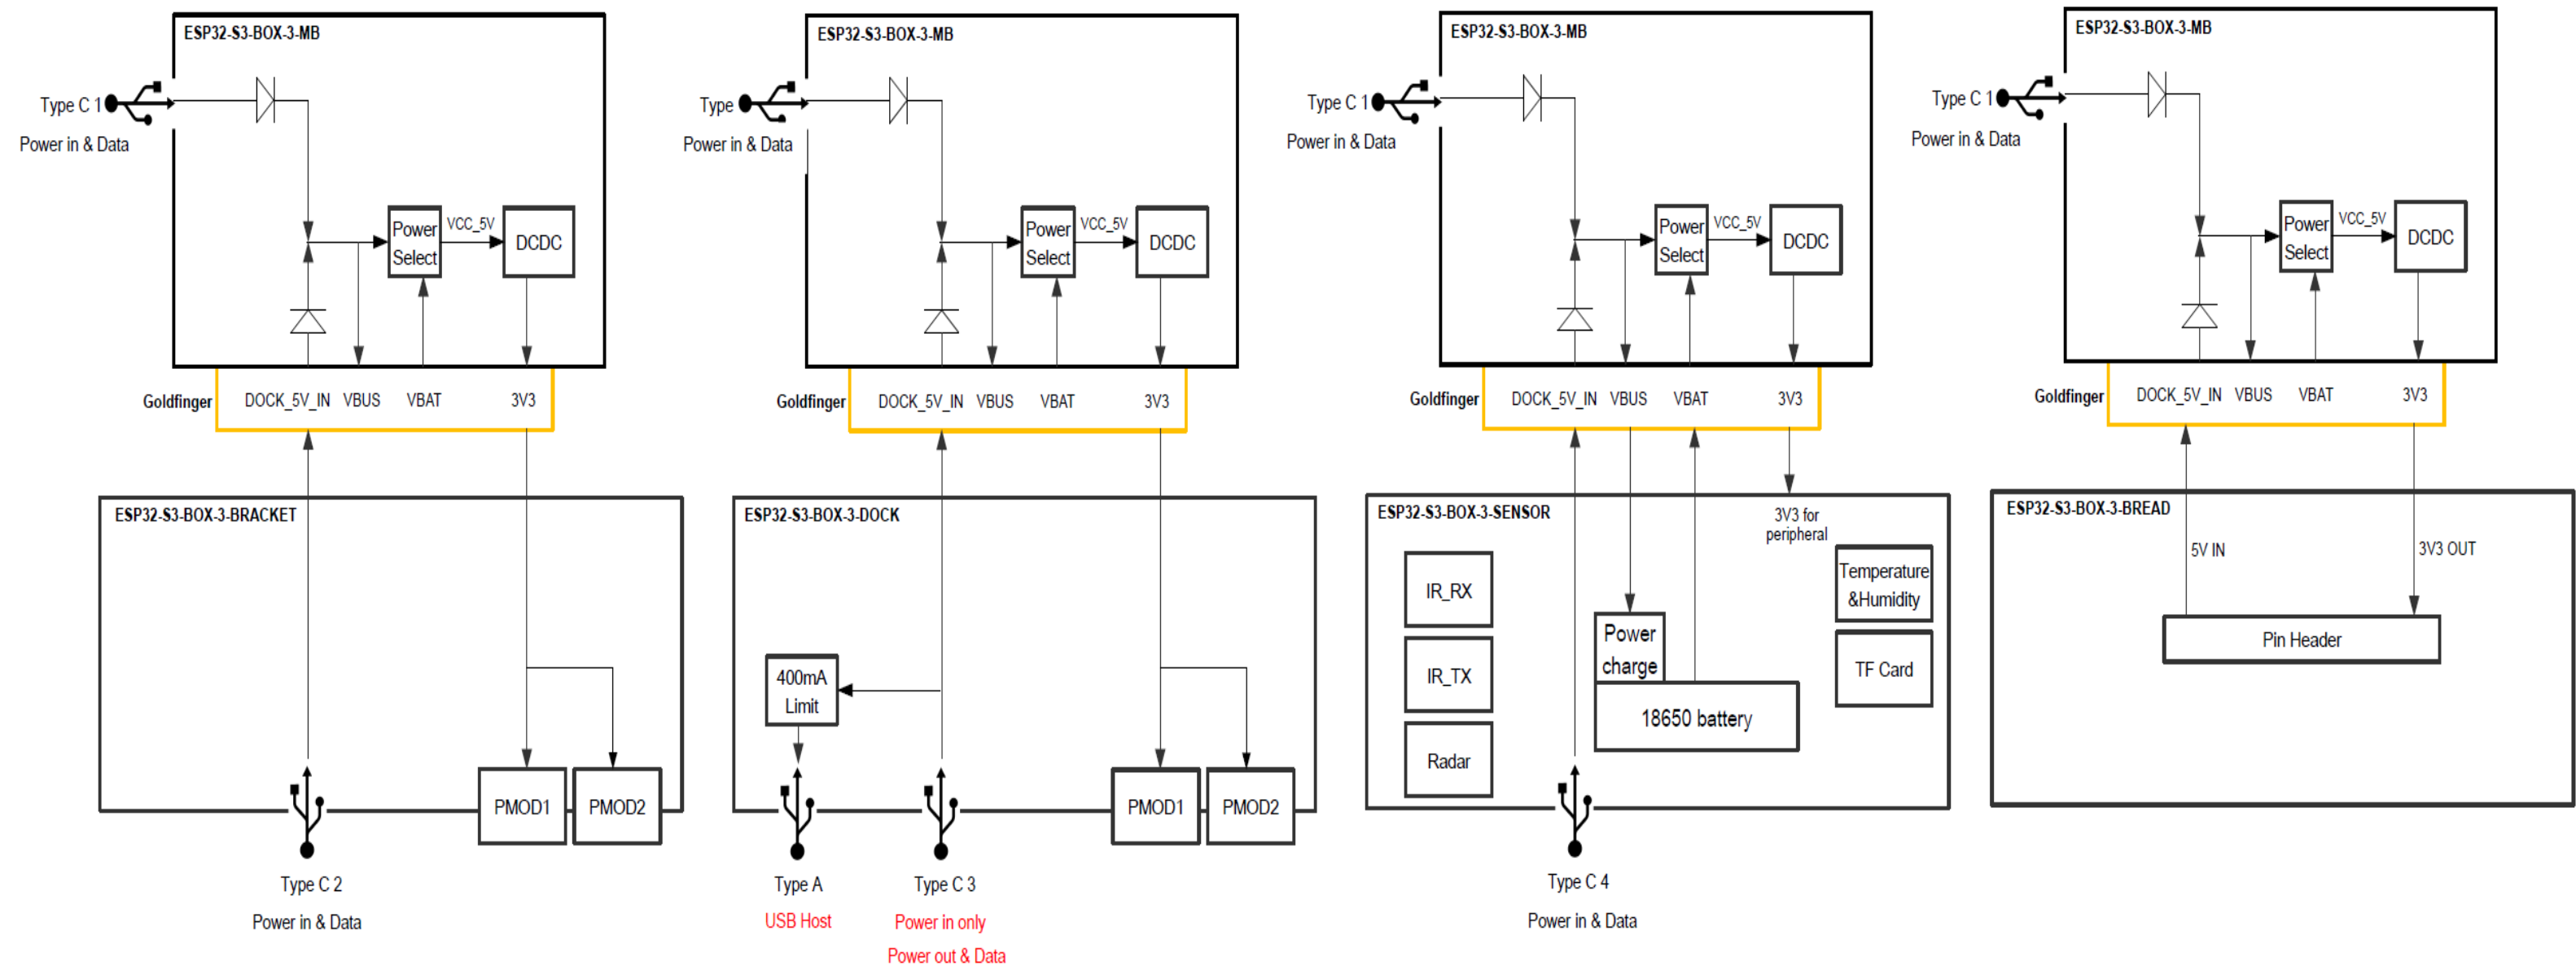 ESP32-S3-BOX-3-MB
Type C 1
Power in & Data
Power
Select
VCC_5V
DCDC
Goldfinger
DOCK_5V_IN
VBUS
VBAT
3V3
ESP32-S3-BOX-3-BRACKET
PMOD1
PMOD2
Type C 2
Power in & Data
ESP32-S3-BOX-3-MB
Type
Power in & Data
Power
Select
VCC_5V
DCDC
Goldfinger
DOCK_5V_IN
VBUS
VBAT
3V3
ESP32-S3-BOX-3-DOCK
400mA
Limit
PMOD1
PMOD2
Type A
USB Host
Type C 3
Power in only
Power out & Data
ESP32-S3-BOX-3-MB
Type C 1
Power in & Data
Power
Select
VCC_5V
DCDC
Goldfinger
DOCK_5V_IN
VBUS
VBAT
3V3
ESP32-S3-BOX-3-SENSOR
3V3 for
peripheral
IR_RX
IR_TX
Radar
Power
charge
18650 battery
Temperature
&Humidity
TF Card
Type C 4
Power in & Data
ESP32-S3-BOX-3-MB
Type C 1
Power in & Data
Power
Select
VCC_5V
DCDC
Goldfinger
DOCK_5V_IN
VBUS
VBAT
3V3
ESP32-S3-BOX-3-BREAD
5V IN
3V3 OUT
Pin Header